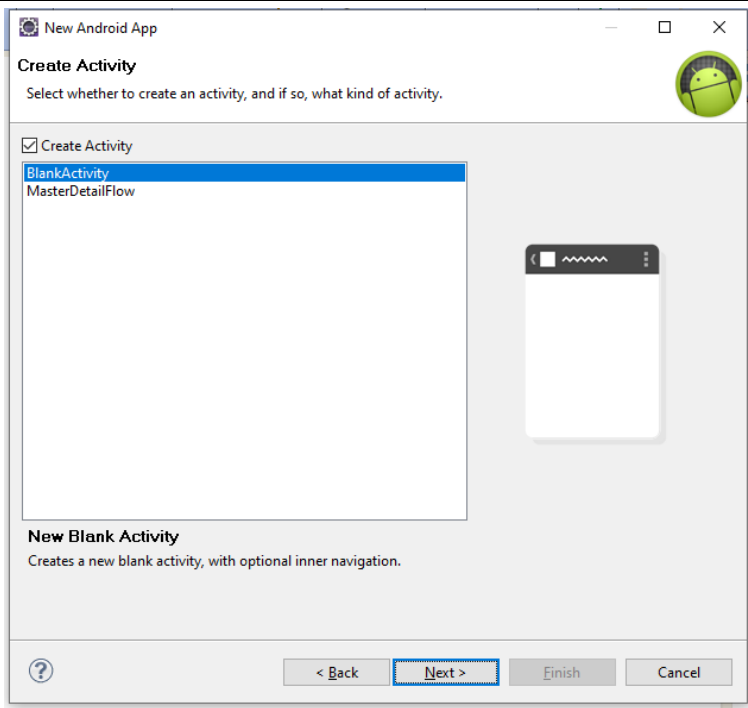 New Android App
Create Activity
Select whether to create an activity, and if so, what kind of activity.
Create Activity
BlankActivity
MasterDetailFlow
New Blank Activity
Creates a new blank activity, with optional inner navigation.
?
< Back
Next >
Finish
Cancel